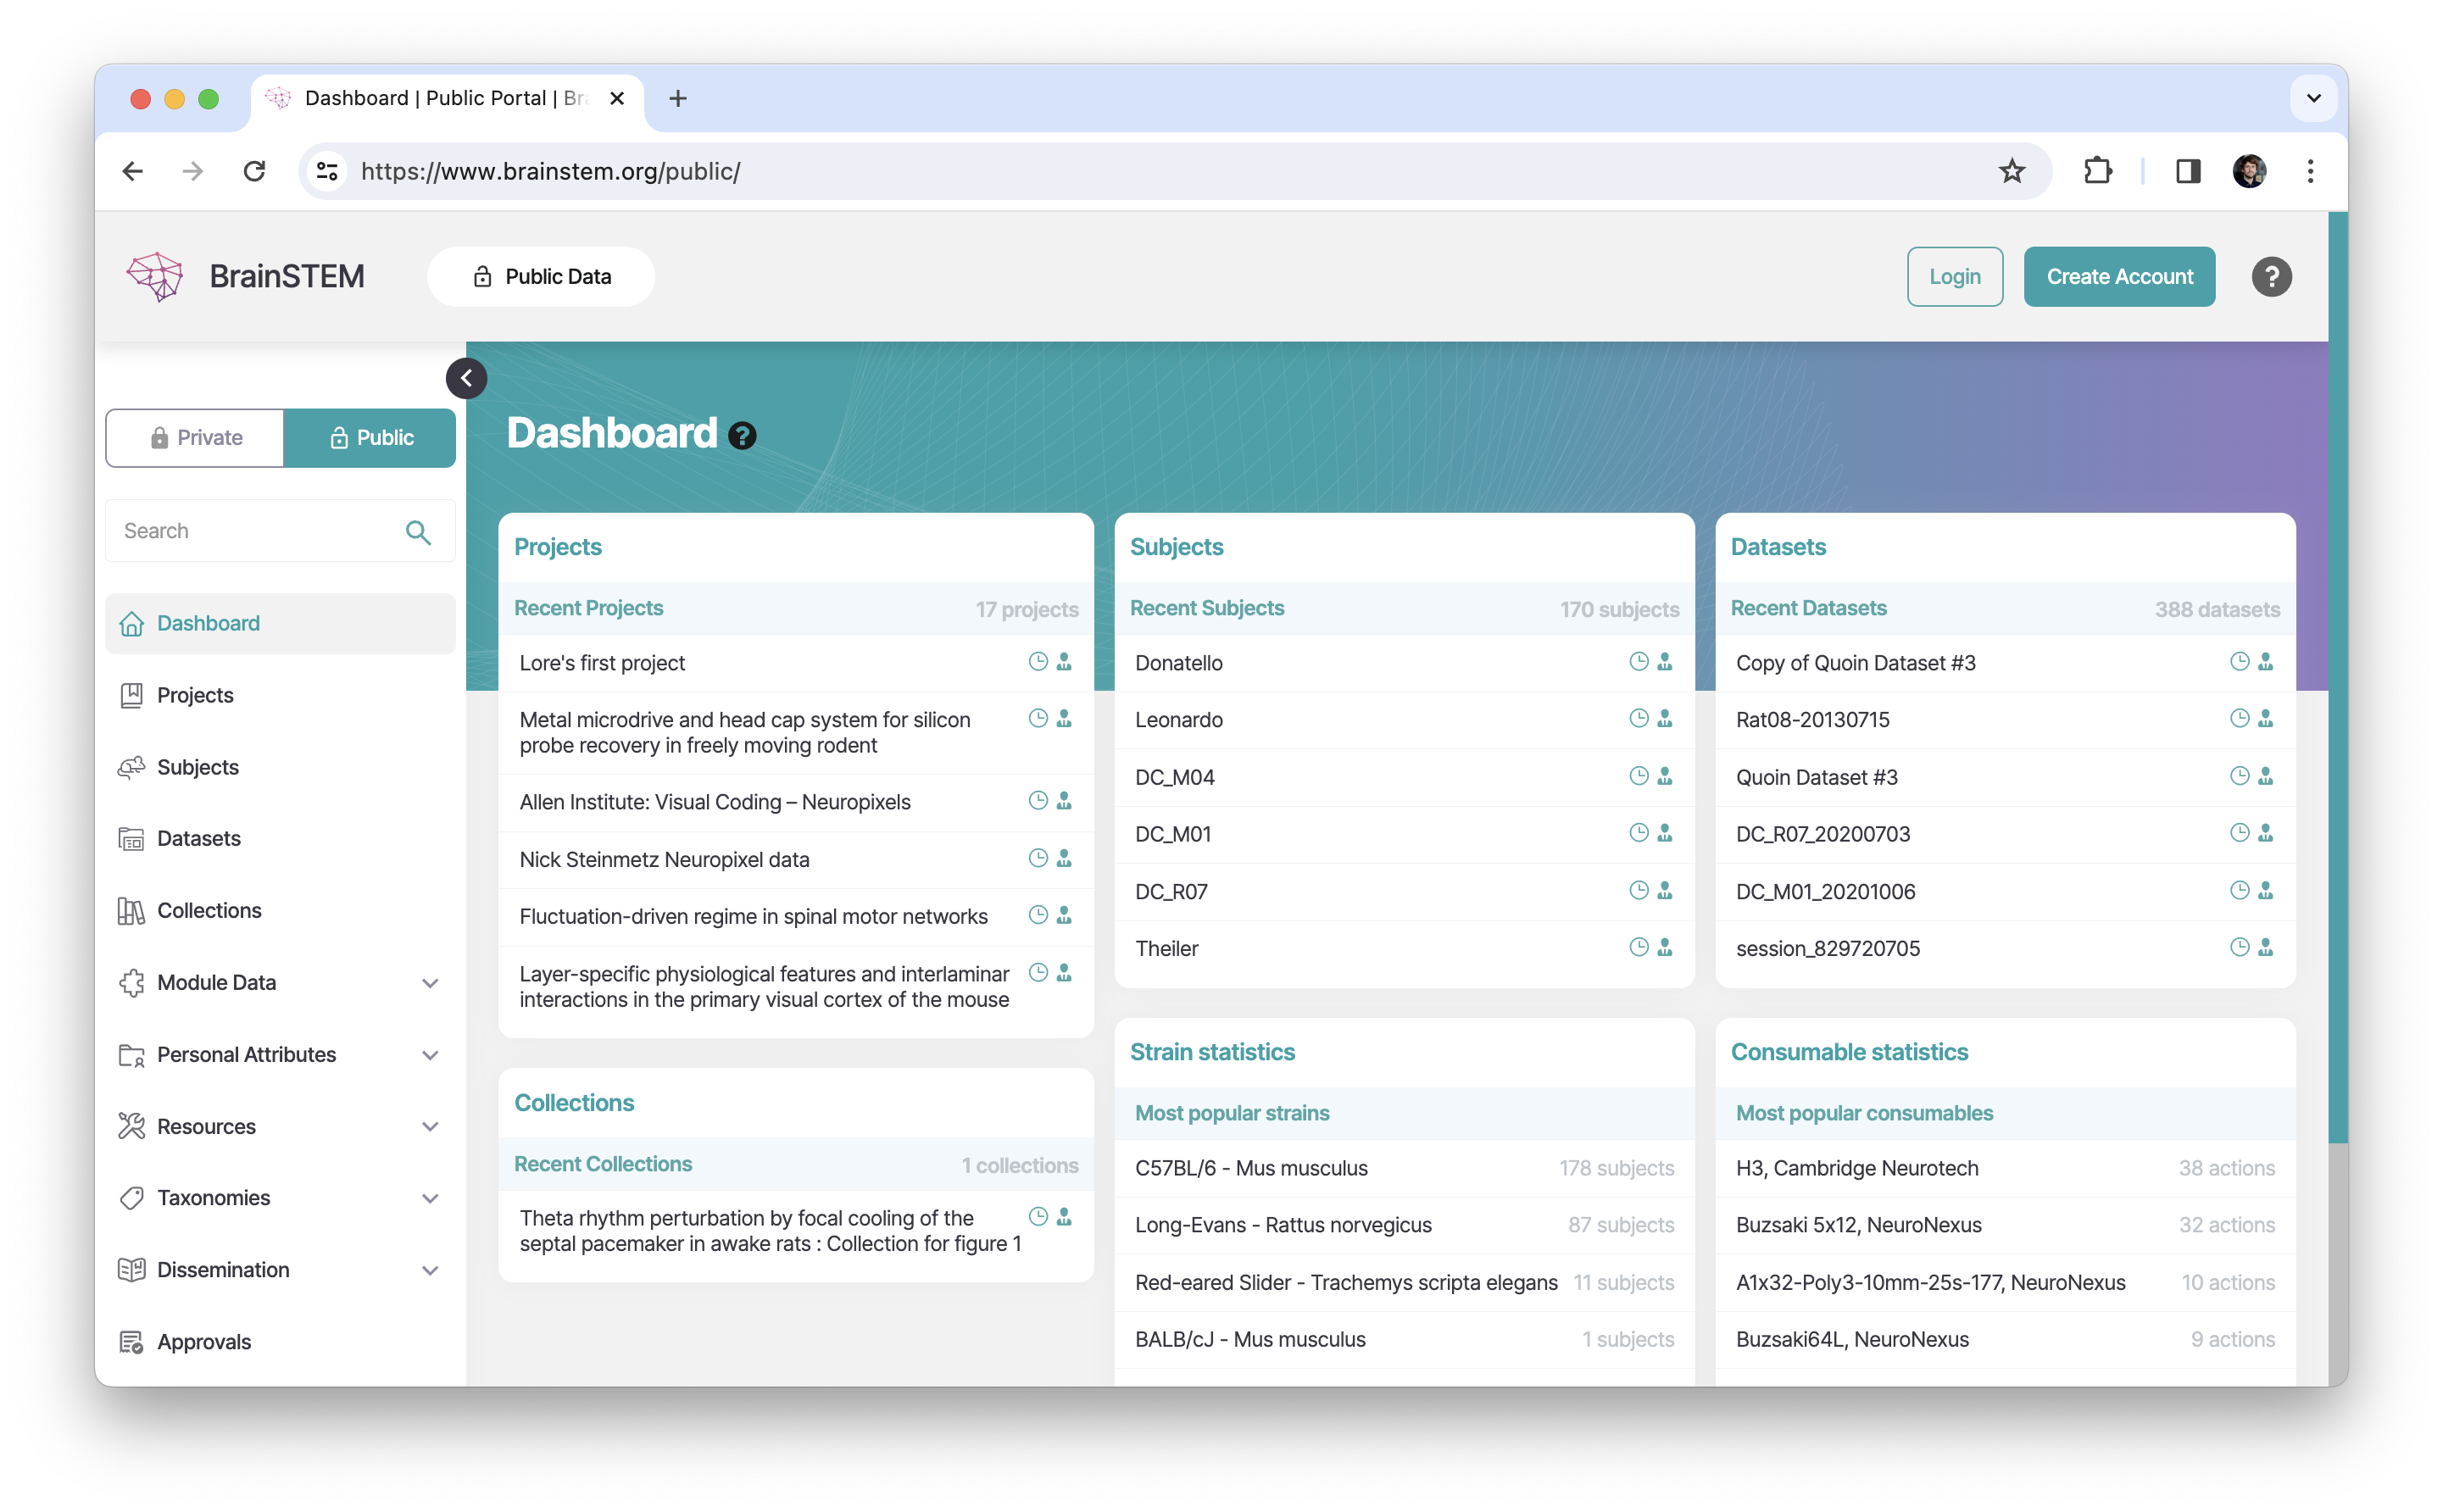 Dashboard | Public Portal | Bra
https://www.brainstem.org/public/
BrainSTEM
Public Data
Login
Create Account
?
Private
Public
Search
Dashboard
Projects
Subjects
Datasets
Collections
Module Data
Personal Attributes
Resources
Taxonomies
Dissemination
Approvals
Dashboard ?
Projects
Recent Projects 17 projects
Lore's first project
Metal microdrive and head cap system for silicon
probe recovery in freely moving rodent
Allen Institute: Visual Coding – Neuropixels
Nick Steinmetz Neuropixel data
Fluctuation-driven regime in spinal motor networks
Layer-specific physiological features and interlaminar
interactions in the primary visual cortex of the mouse
Collections
Recent Collections 1 collections
Theta rhythm perturbation by focal cooling of the
septal pacemaker in awake rats : Collection for figure 1
Subjects
Recent Subjects 170 subjects
Donatello
Leonardo
DC_M04
DC_M01
DC_R07
Theiler
Strain statistics
Most popular strains
C57BL/6 - Mus musculus 178 subjects
Long-Evans - Rattus norvegicus 87 subjects
Red-eared Slider - Trachemys scripta elegans 11 subjects
BALB/cJ - Mus musculus 1 subjects
Datasets
Recent Datasets 388 datasets
Copy of Quoin Dataset #3
Rat08-20130715
Quoin Dataset #3
DC_R07_20200703
DC_M01_20201006
session_829720705
Consumable statistics
Most popular consumables
H3, Cambridge Neurotech 38 actions
Buzsaki 5x12, NeuroNexus 32 actions
A1x32-Poly3-10mm-25s-177, NeuroNexus 10 actions
Buzsaki64L, NeuroNexus 9 actions